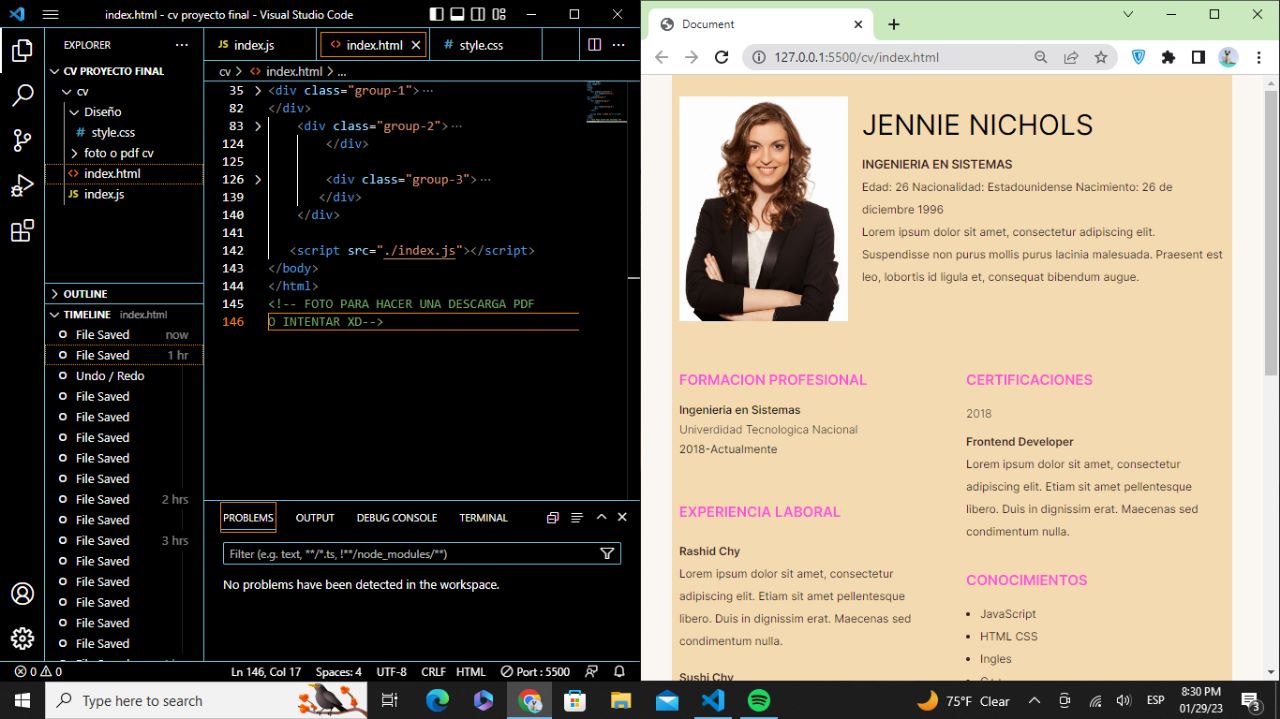 index.html - cv proyecto final - Visual Studio Code
EXPLORER
CV PROYECTO FINAL
cv
Diseño
style.css
foto o pdf cv
index.html
JS index.js
OUTLINE
TIMELINE index.html
File Saved now
File Saved 1 hr
Undo / Redo
File Saved
File Saved
File Saved
File Saved
File Saved
File Saved 2 hrs
File Saved
File Saved 3 hrs
File Saved
File Saved
File Saved
File Saved
File Saved
JS index.js
index.html
# style.css
cv > index.html > ...
35 <div class="group-1">...
82 </div>
83 <div class="group-2">...
124 </div>
125
126 <div class="group-3">...
139 </div>
140 </div>
141
142 <script src="./index.js"></script>
143 </body>
144 </html>
145 <!-- FOTO PARA HACER UNA DESCARGA PDF
146 O INTENTAR XD-->
PROBLEMS OUTPUT DEBUG CONSOLE TERMINAL
Filter (e.g. text, **/*.ts, !**/node_modules/**)
No problems have been detected in the workspace.
0 0 Ln 146, Col 17 Spaces: 4 UTF-8 CRLF HTML Port : 5500
Document
127.0.0.1:5500/cv/index.html
JENNIE NICHOLS
INGENIERIA EN SISTEMAS
Edad: 26 Nacionalidad: Estadounidense Nacimiento: 26 de
diciembre 1996
Lorem ipsum dolor sit amet, consectetur adipiscing elit.
Suspendisse non purus mollis purus lacinia malesuada. Praesent est
leo, lobortis id ligula et, consequat bibendum augue.
FORMACION PROFESIONAL
Ingenieria en Sistemas
Univerdidad Tecnologica Nacional
2018-Actualmente
EXPERIENCIA LABORAL
Rashid Chy
Lorem ipsum dolor sit amet, consectetur
adipiscing elit. Etiam sit amet pellentesque
libero. Duis in dignissim erat. Maecenas sed
condimentum nulla.
Sushi Chy
CERTIFICACIONES
2018
Frontend Developer
Lorem ipsum dolor sit amet, consectetur
adipiscing elit. Etiam sit amet pellentesque
libero. Duis in dignissim erat. Maecenas sed
condimentum nulla.
CONOCIMIENTOS
JavaScript
HTML CSS
Ingles
Type here to search
75°F Clear
ESP
8:30 PM
01/29/23
3